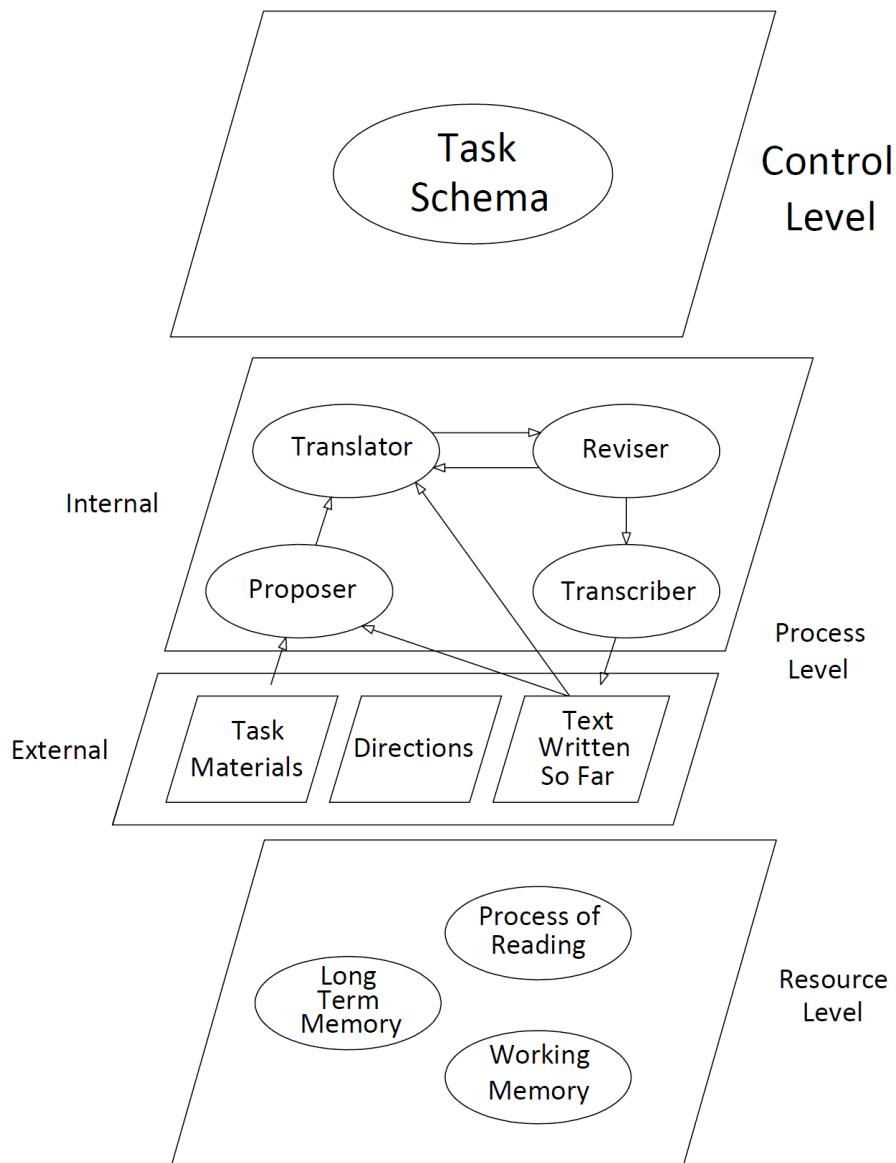 Task
Schema
Control
Level
Translator
Reviser
Internal
Proposer
Transcriber
Process
Level
External
Task
Materials
Directions
Text
Written
So Far
Process of
Reading
Long
Term
Memory
Resource
Level
Working
Memory